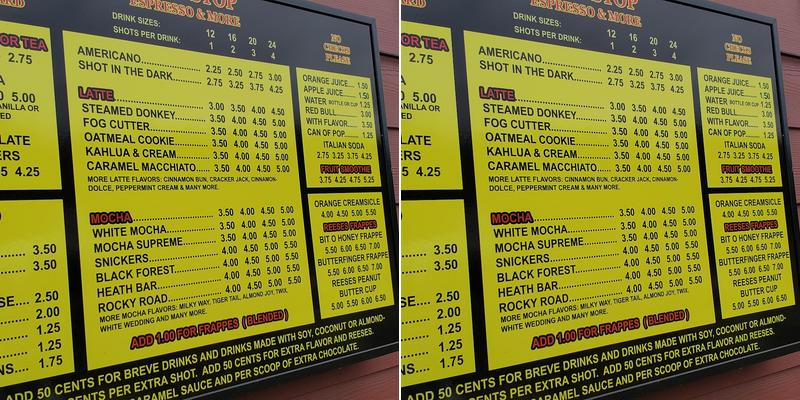 STOP
ESPRESSO & MORE
DRINK SIZES: 12 16 20 24
SHOTS PER DRINK: 1 2 3 4
NO
CHECKS
PLEASE
OR TEA
2.75
5.00
ANILLA OR
LATE
ERS
5 4.25
3.50
3.50
SE.... 2.50
2.00
1.25
1.25
NS.... 1.75
AMERICANO 2.25 2.50 2.75 3.00
SHOT IN THE DARK 2.75 3.25 3.75 4.25
LATTE 3.00 3.50 4.00 4.50
STEAMED DONKEY 3.50 4.00 4.50 5.00
FOG CUTTER 3.50 4.00 4.50 5.00
OATMEAL COOKIE 3.50 4.00 4.50 5.00
KAHLUA & CREAM 3.50 4.00 4.50 5.00
CARAMEL MACCHIATO 3.50 4.00 4.50 5.00
MORE LATTE FLAVORS: CINNAMON BUN, CRACKER JACK, CINNAMON-
DOLCE, PEPPERMINT CREAM & MANY MORE.
MOCHA 3.50 4.00 4.50 5.00
WHITE MOCHA 4.00 4.50 5.00 5.50
MOCHA SUPREME 4.00 4.50 5.00 5.50
SNICKERS 4.00 4.50 5.00 5.50
BLACK FOREST 4.00 4.50 5.00 5.50
HEATH BAR 4.00 4.50 5.00 5.50
ROCKY ROAD 4.00 4.50 5.00 5.50
MORE MOCHA FLAVORS: MILKY WAY, TIGER TAIL, ALMOND JOY, TWIX,
WHITE WEDDING AND MANY MORE.
ADD 1.00 FOR FRAPPES (BLENDED)
ORANGE JUICE.... 1.50
APPLE JUICE...... 1.50
WATER BOTTLE OR CUP 1.25
RED BULL
WITH FLAVOR.... 3.50
CAN OF POP....... 1.25
ITALIAN SODA
2.75 3.25 3.75 4.25
FRUIT SMOOTHIE
3.75 4.25 4.75 5.25
ORANGE CREAMSICLE
4.00 4.50 5.00 5.50
REESES FRAPPES
BIT O HONEY FRAPPE
5.50 6.00 6.50 7.00
BUTTERFINGER FRAPPE
5.50 6.00 6.50 7.00
REESES PEANUT
BUTTER CUP
5.00 5.50 6.00 6.50
ADD 50 CENTS FOR BREVE DRINKS AND DRINKS MADE WITH SOY, COCONUT OR ALMOND-
CENTS PER EXTRA SHOT. ADD 50 CENTS FOR EXTRA FLAVOR AND REESES.
CARAMEL SAUCE AND PER SCOOP OF EXTRA CHOCOLATE.